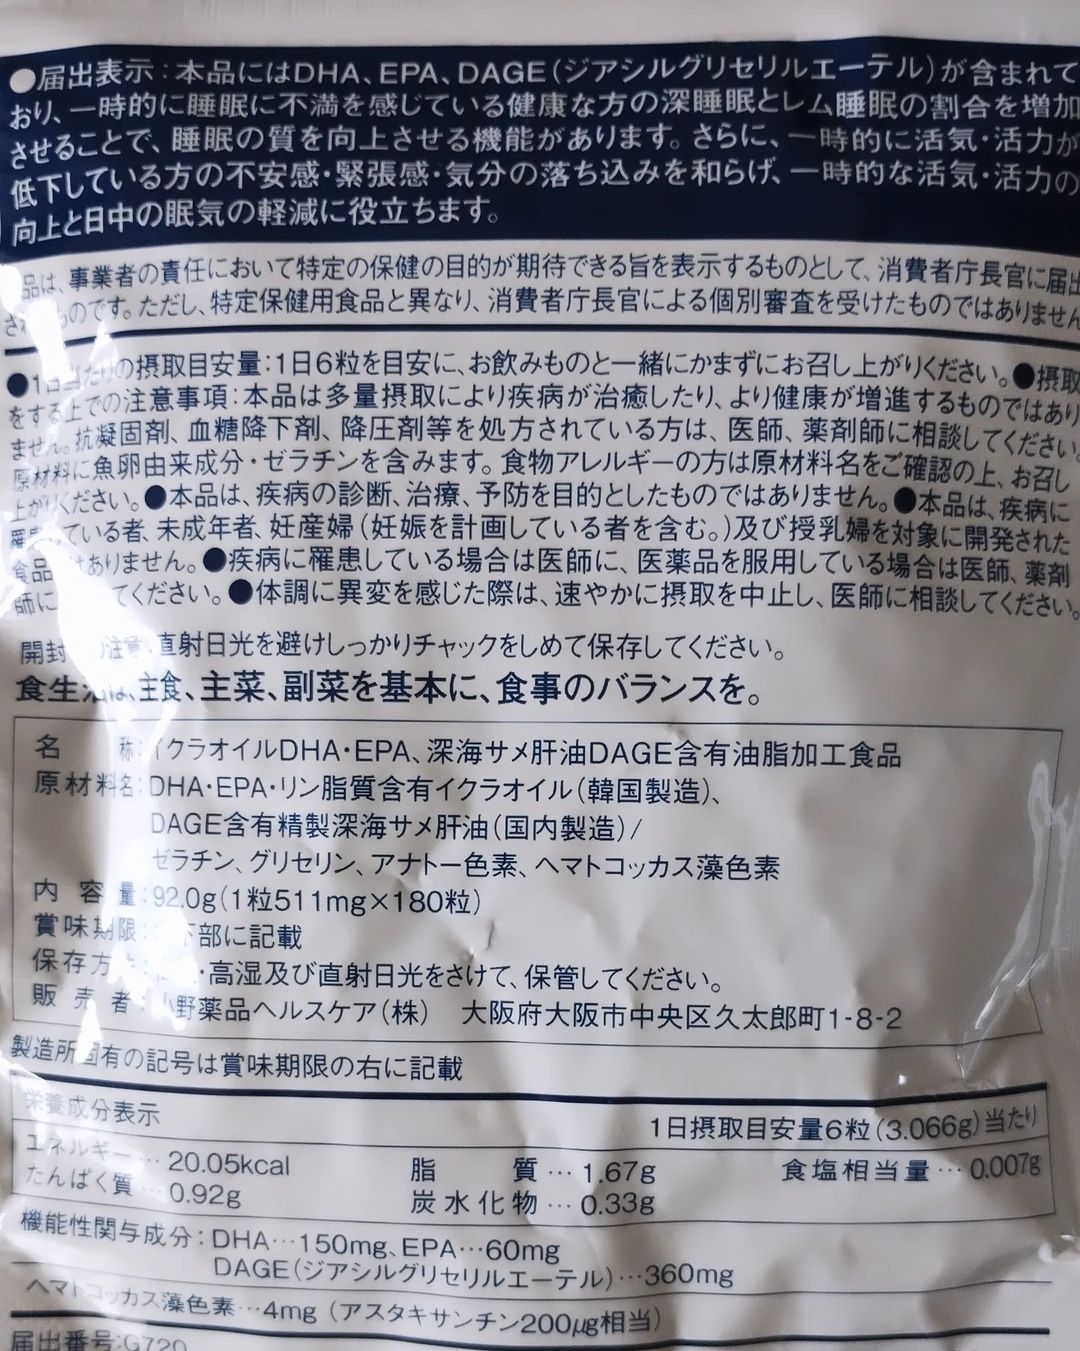 ●届出表示：本品にはDHA、EPA、DAGE（ジアシルグリセリルエーテル）が含まれて
おり、一時的に睡眠に不満を感じている健康な方の深睡眠とレム睡眠の割合を増加
させることで、睡眠の質を向上させる機能があります。さらに、一時的に活気・活力が
低下している方の不安感・緊張感・気分の落ち込みを和らげ、一時的な活気・活力の
向上と日中の眠気の軽減に役立ちます。
品は、事業者の責任において特定の保健の目的が期待できる旨を表示するものとして、消費者庁長官に届出
ものです。ただし、特定保健用食品と異なり、消費者庁長官による個別審査を受けたものではありません
●1日当たりの摂取目安量：1日6粒を目安に、お飲みものと一緒にかまずにお召し上がりください。●摂取
をする上での注意事項：本品は多量摂取により疾病が治癒したり、より健康が増進するものではあり
ません。抗凝固剤、血糖降下剤、降圧剤等を処方されている方は、医師、薬剤師に相談してください。
原材料に魚卵由来成分・ゼラチンを含みます。食物アレルギーの方は原材料名をご確認の上、お召し
上がりください。●本品は、疾病の診断、治療、予防を目的としたものではありません。●本品は、疾病に
ている者、未成年者、妊産婦（妊娠を計画している者を含む。）及び授乳婦を対象に開発された
食品 はありません。●疾病に罹患している場合は医師に、医薬品を服用している場合は医師、薬剤
師に てください。●体調に異変を感じた際は、速やかに摂取を中止し、医師に相談してください。
開封 注意：直射日光を避けしっかりチャックをしめて保存してください。
食生活は、主食、主菜、副菜を基本に、食事のバランスを。
名 称：イクラオイルDHA・EPA、深海サメ肝油DAGE含有油脂加工食品
原材料名：DHA・EPA・リン脂質含有イクラオイル（韓国製造）、
DAGE含有精製深海サメ肝油（国内製造）/
ゼラチン、グリセリン、アナトー色素、ヘマトコッカス藻色素
内容量：92.0g（1粒511mg×180粒）
賞味期限：下部に記載
保存方 ・高湿及び直射日光をさけて、保管してください。
販売者：小野薬品ヘルスケア（株） 大阪府大阪市中央区久太郎町1-8-2
製造所固有の記号は賞味期限の右に記載
栄養成分表示 1日摂取目安量6粒（3.066g）当たり
エネルギー…20.05kcal 脂質…1.67g 食塩相当量…0.007g
たんぱく質…0.92g 炭水化物…0.33g
機能性関与成分：DHA…150mg、EPA…60mg
DAGE（ジアシルグリセリルエーテル）…360mg
ヘマトコッカス藻色素…4mg（アスタキサンチン200μg相当）
届出番号：G720